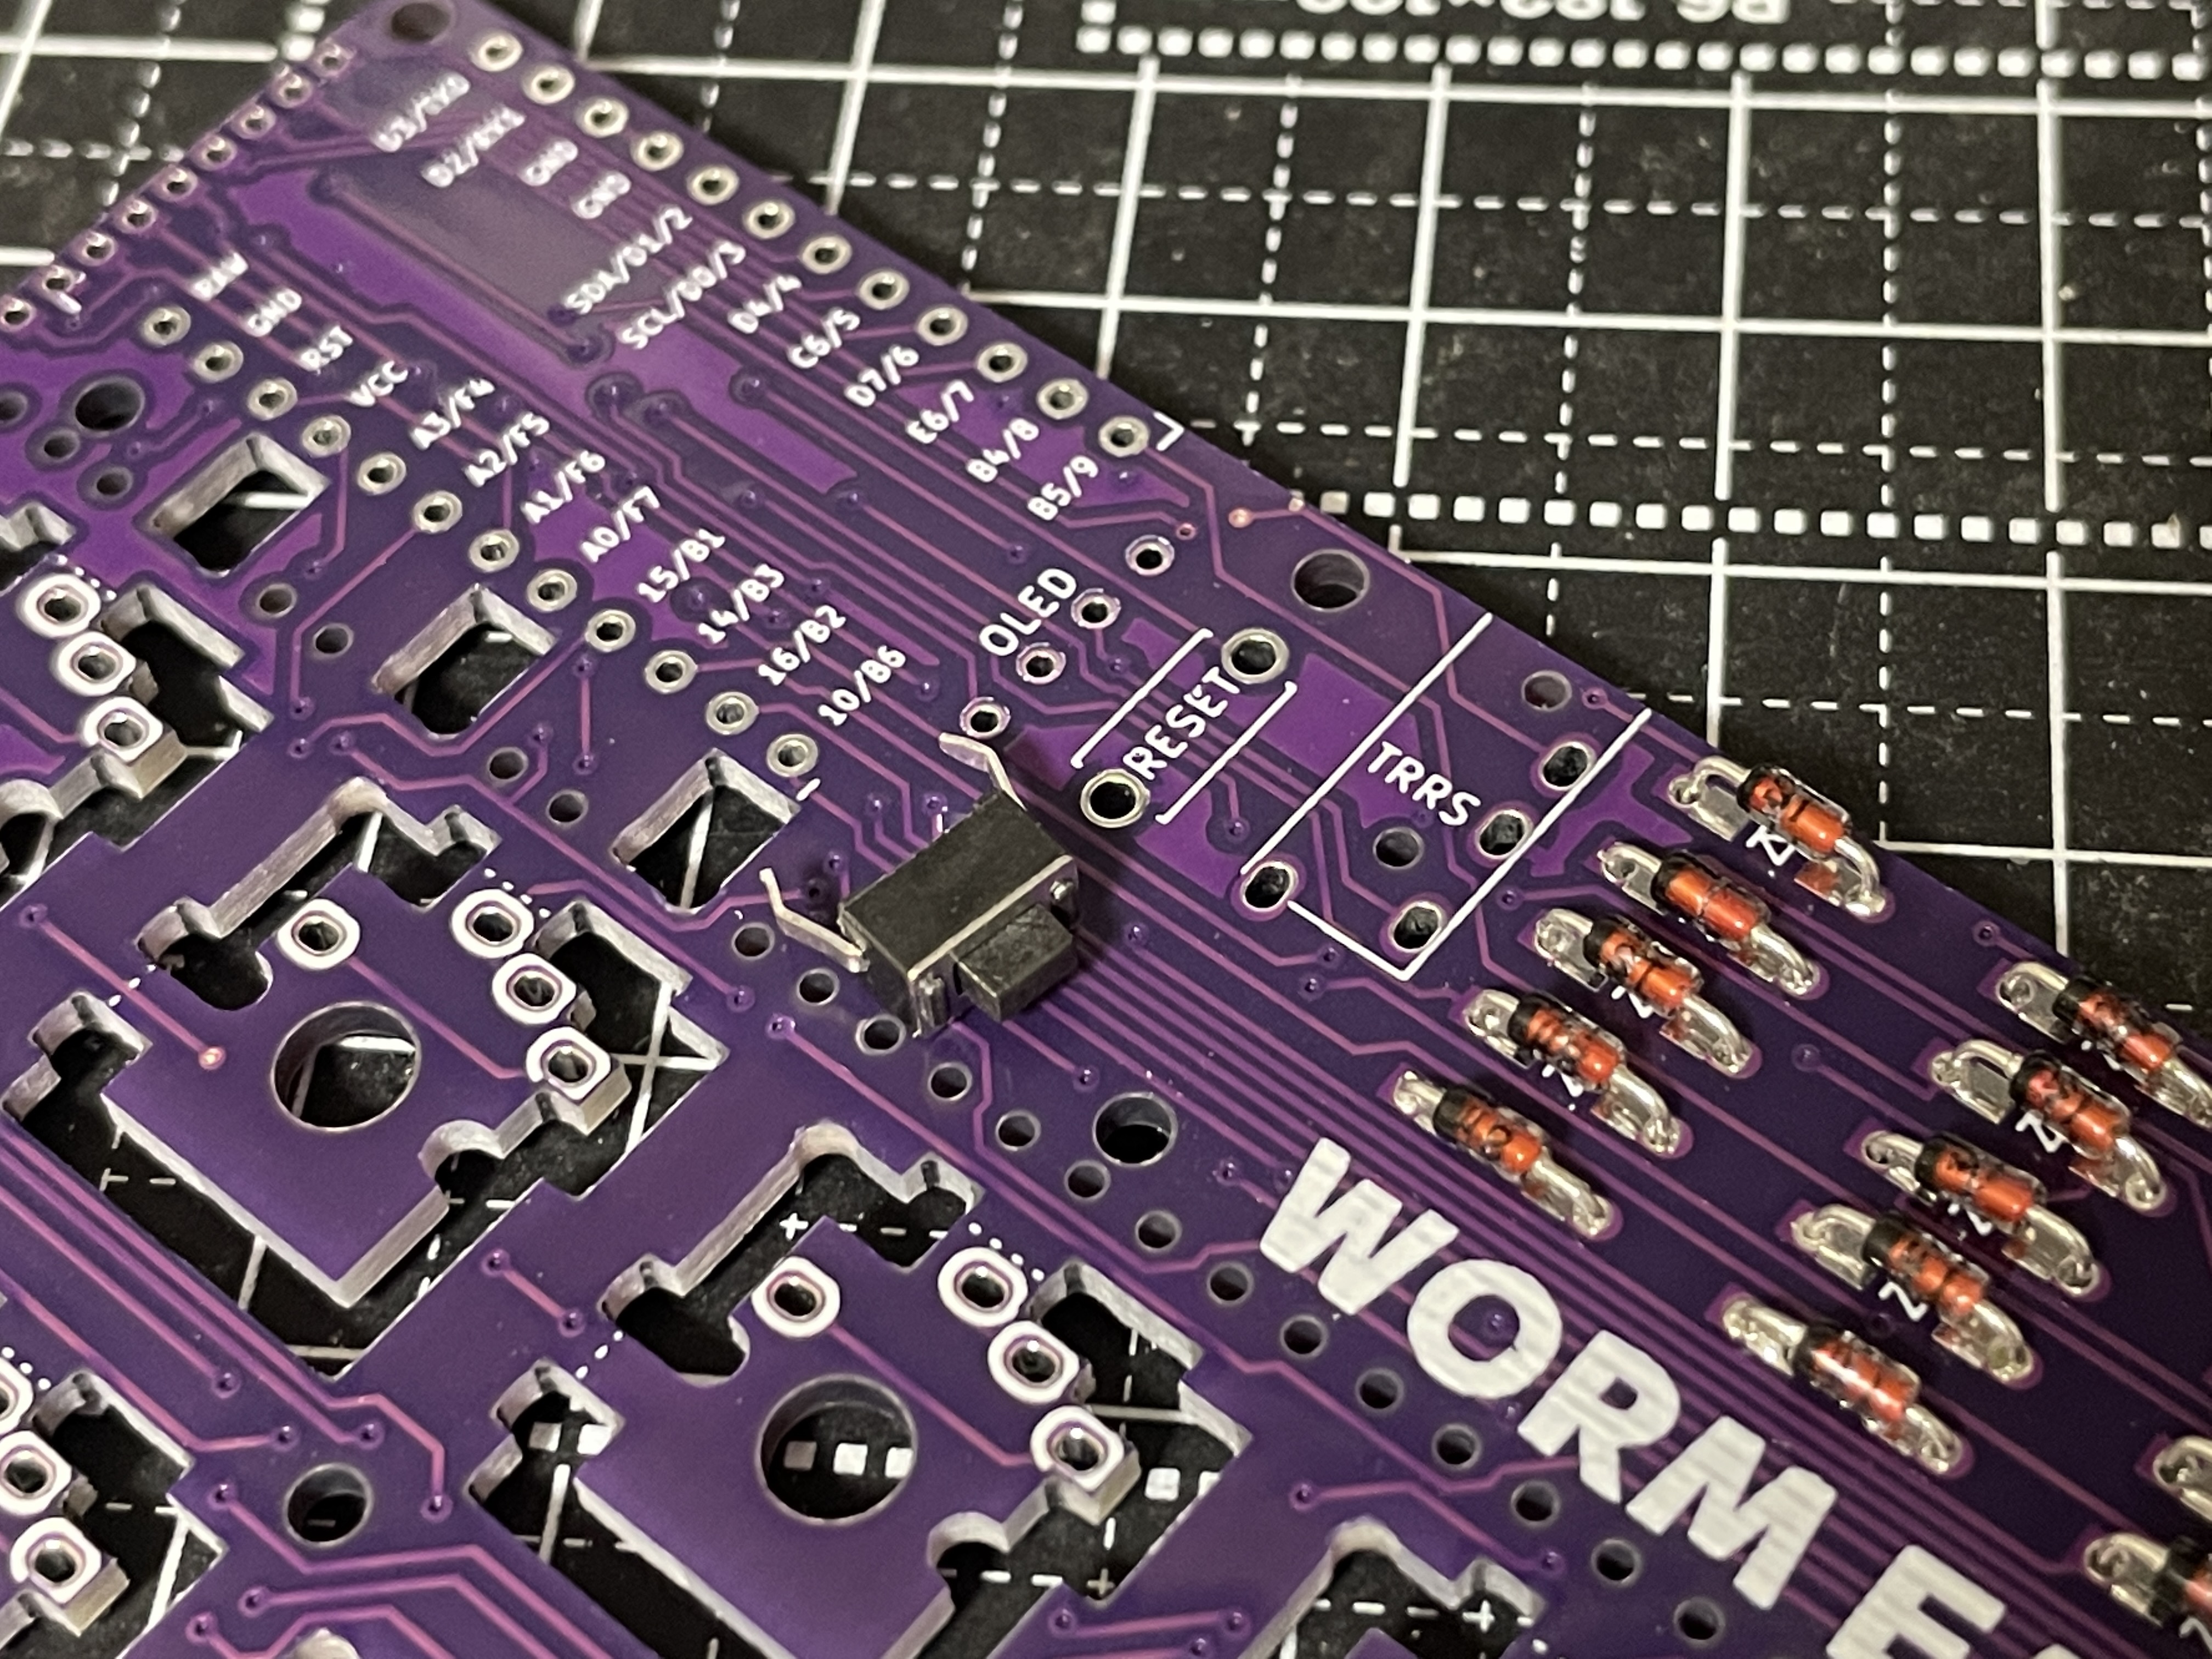 D3/TX0
D2/RX1
GND
GND
SDA/D1/2
SCL/D0/3
D4/4
C6/5
D7/6
E6/7
B4/8
B5/9
RAW
GND
RST
VCC
A3/F4
A2/F5
A1/F6
A0/F7
15/B1
14/B3
16/B2
10/B6
OLED
RESET
TRRS
WORM